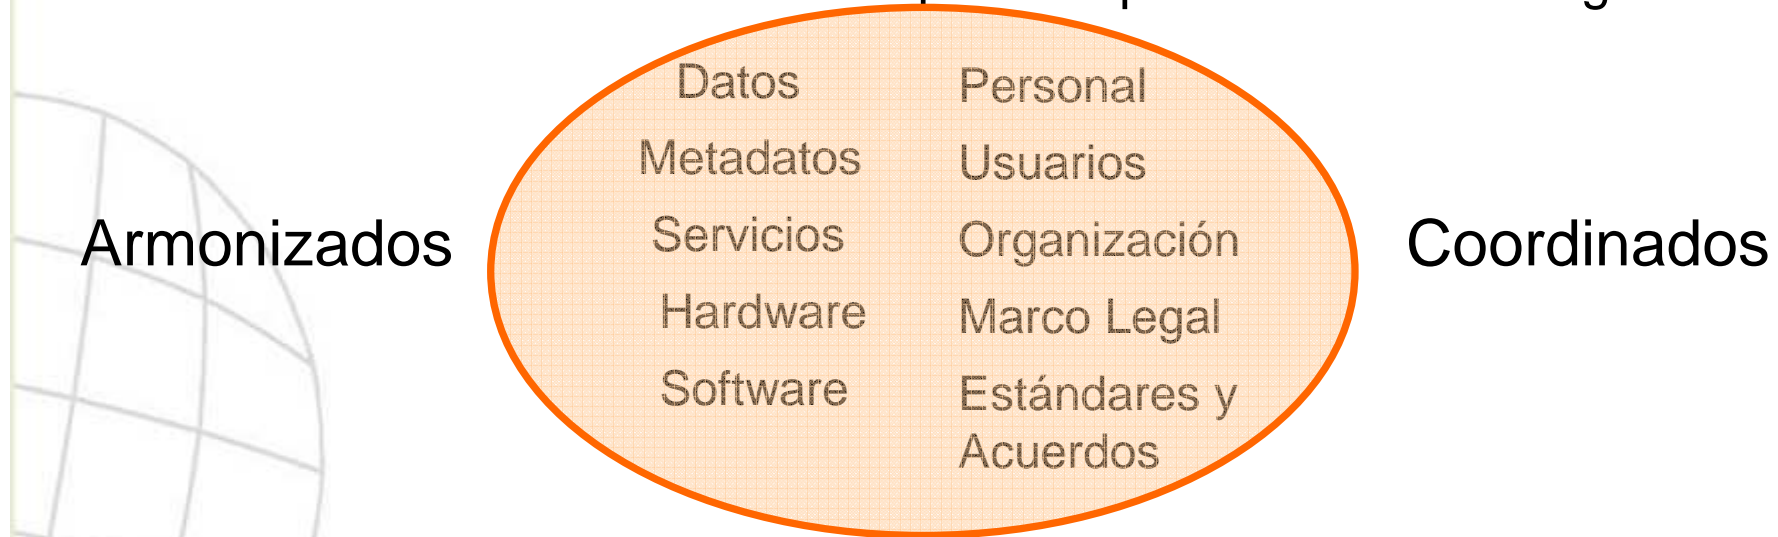 Armonizados
Datos
Metadatos
Servicios
Hardware
Software
Personal
Usuarios
Organización
Marco Legal
Estándares y
Acuerdos
Coordinados